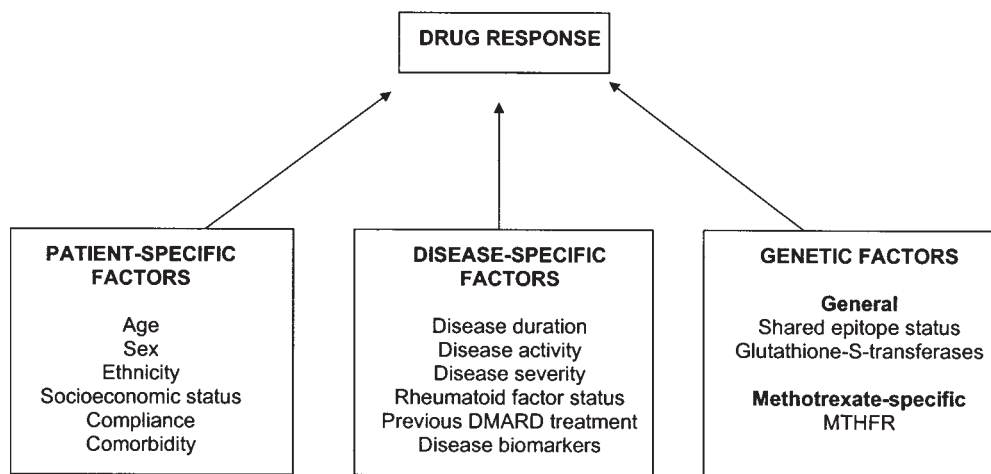 DRUG RESPONSE
PATIENT-SPECIFIC
FACTORS
Age
Sex
Ethnicity
Socioeconomic status
Compliance
Comorbidity
DISEASE-SPECIFIC
FACTORS
Disease duration
Disease activity
Disease severity
Rheumatoid factor status
Previous DMARD treatment
Disease biomarkers
GENETIC FACTORS
General
Shared epitope status
Glutathione-S-transferases
Methotrexate-specific
MTHFR